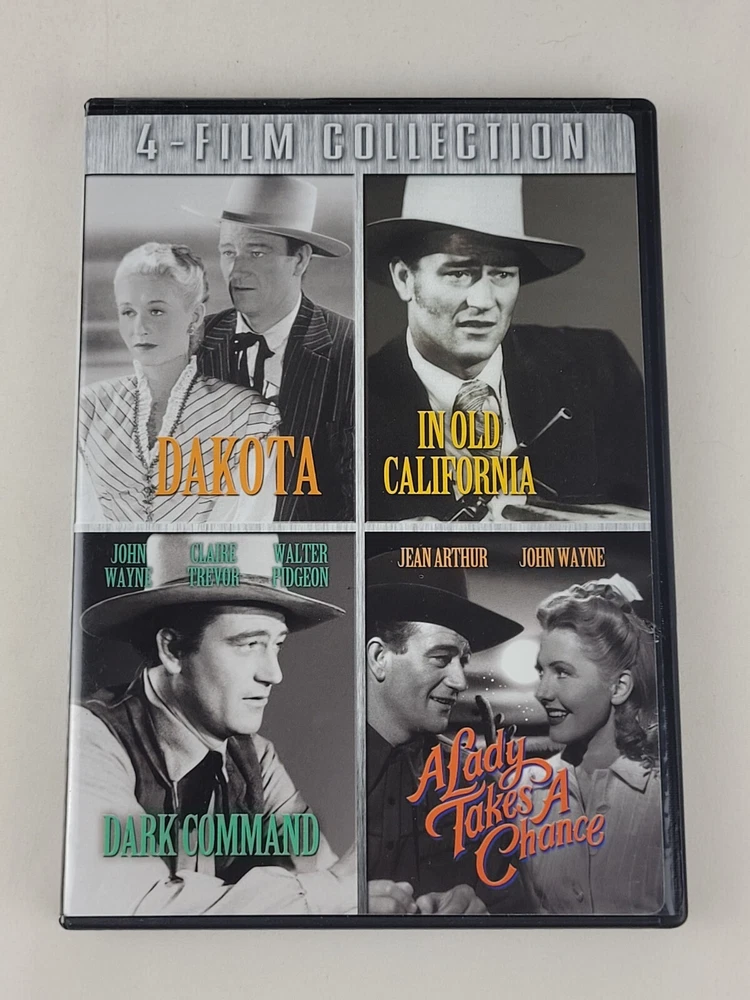 4-FILM COLLECTION
DAKOTA
IN OLD
CALIFORNIA
JOHN WAYNE
CLAIRE TREVOR
WALTER PIDGEON
DARK COMMAND
JEAN ARTHUR JOHN WAYNE
A Lady
Takes A
Chance